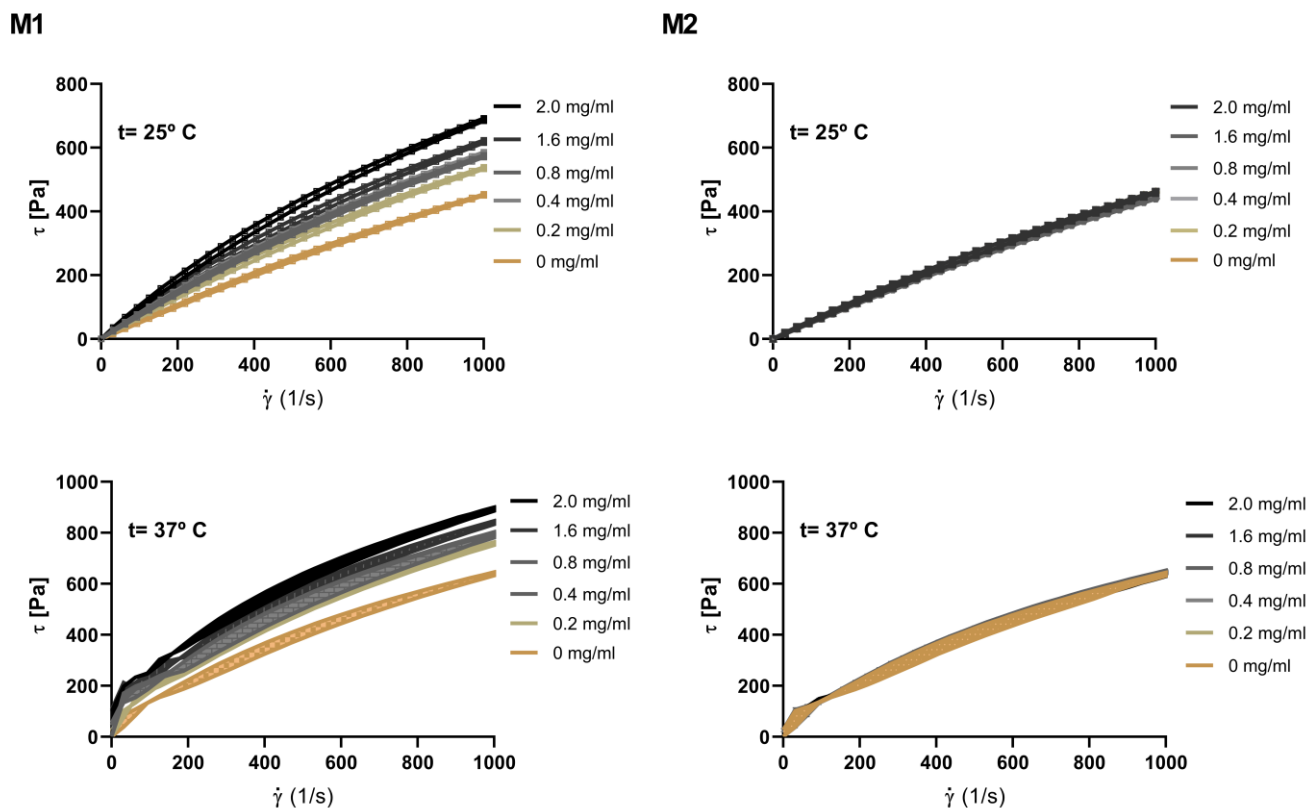 M1
800
600
400
200
0
τ [Pa]
t= 25º C
0 200 400 600 800 1000
γ̇ (1/s)
2.0 mg/ml
1.6 mg/ml
0.8 mg/ml
0.4 mg/ml
0.2 mg/ml
0 mg/ml
M2
800
600
400
200
0
τ [Pa]
t= 25º C
0 200 400 600 800 1000
γ̇ (1/s)
2.0 mg/ml
1.6 mg/ml
0.8 mg/ml
0.4 mg/ml
0.2 mg/ml
0 mg/ml
1000
800
600
400
200
0
τ [Pa]
t= 37º C
0 200 400 600 800 1000
γ̇ (1/s)
2.0 mg/ml
1.6 mg/ml
0.8 mg/ml
0.4 mg/ml
0.2 mg/ml
0 mg/ml
1000
800
600
400
200
0
τ [Pa]
t= 37º C
0 200 400 600 800 1000
γ̇ (1/s)
2.0 mg/ml
1.6 mg/ml
0.8 mg/ml
0.4 mg/ml
0.2 mg/ml
0 mg/ml